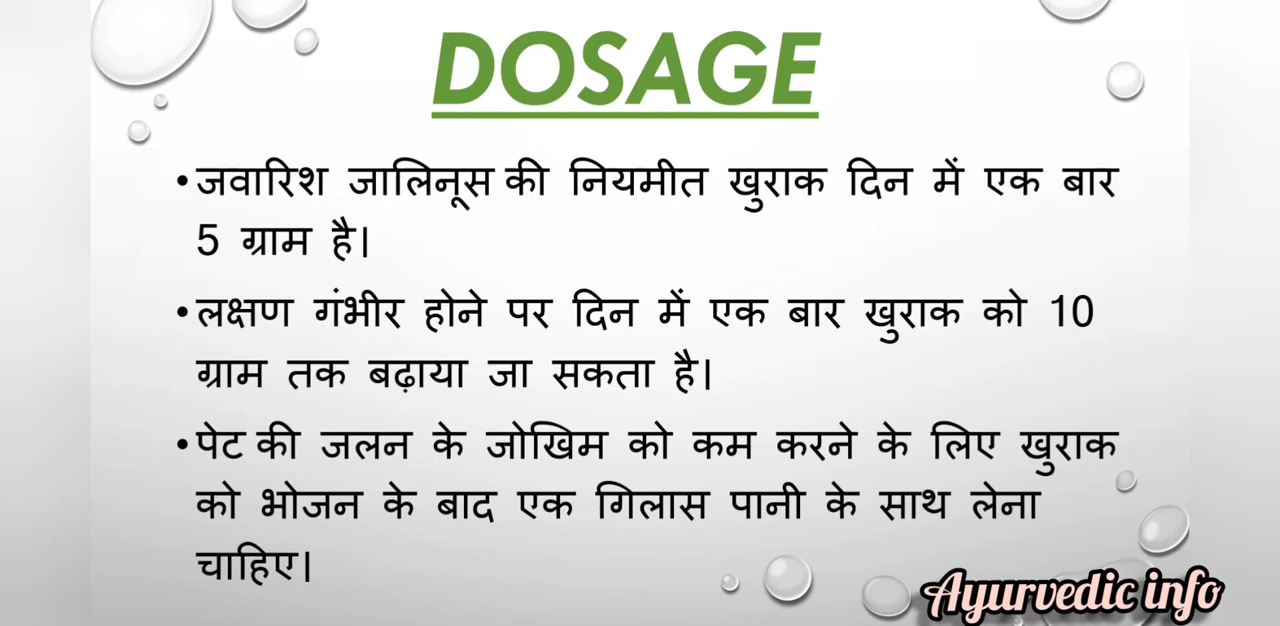 DOSAGE
•जवारिश जालिनूस की नियमीत खुराक दिन में एक बार
5 ग्राम है।
•लक्षण गंभीर होने पर दिन में एक बार खुराक को 10
ग्राम तक बढ़ाया जा सकता है।
•पेट की जलन के जोखिम को कम करने के लिए खुराक
को भोजन के बाद एक गिलास पानी के साथ लेना
चाहिए।
Ayurvedic info